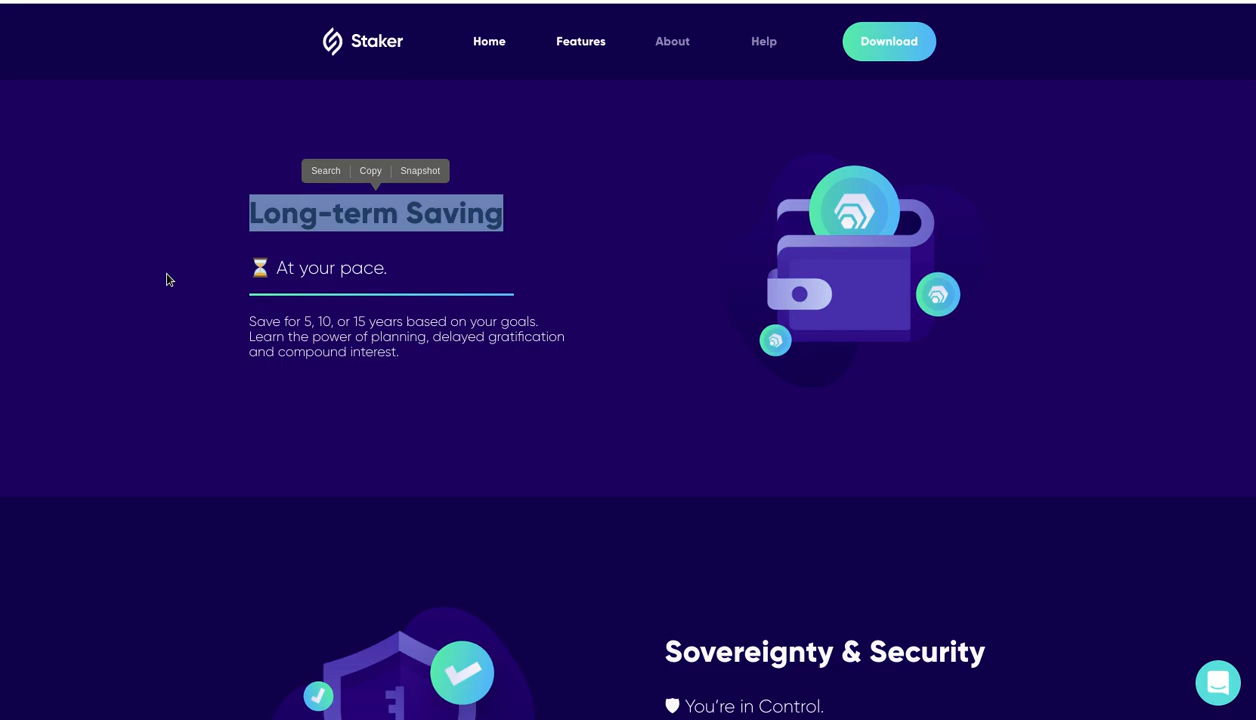 Staker
Home
Features
About
Help
Download
Search
Copy
Snapshot
Long-term Saving
⏳ At your pace.
Save for 5, 10, or 15 years based on your goals.
Learn the power of planning, delayed gratification
and compound interest.
Sovereignty & Security
🛡 You're in Control.